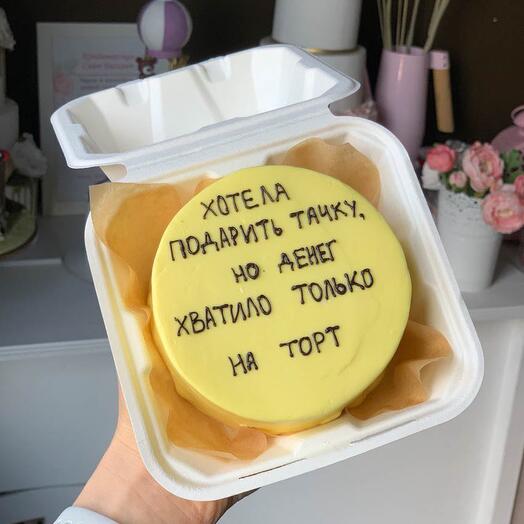 ХОТЕЛА
ПОДАРИТЬ ТАЧКУ,
НО ДЕНЕГ
ХВАТИЛО ТОЛЬКО
НА ТОРТ